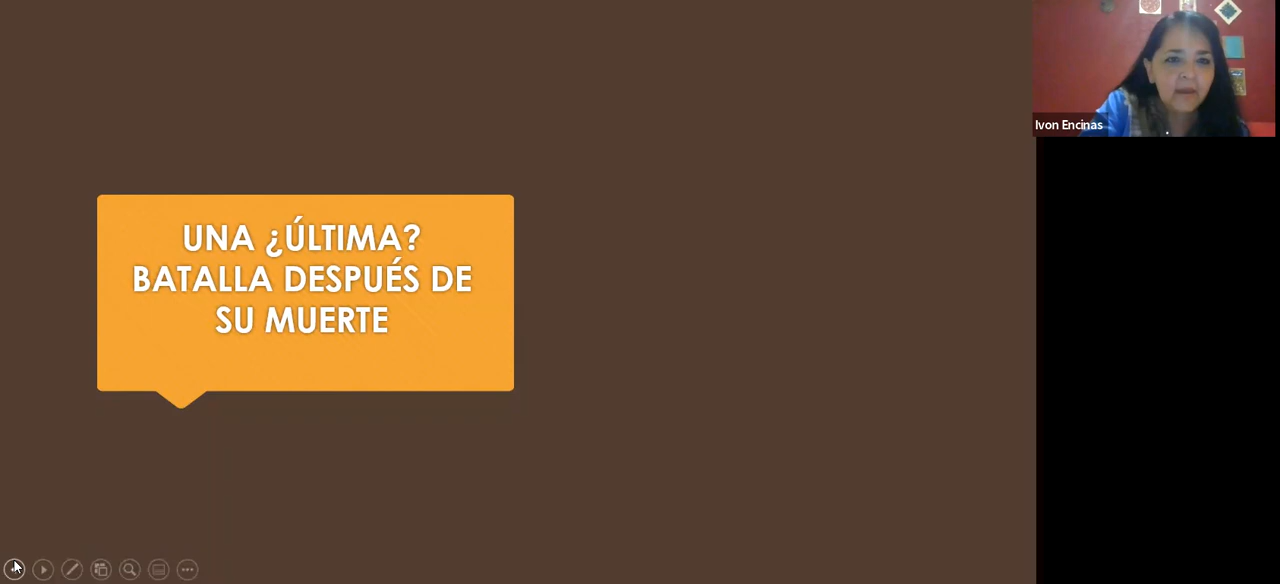 UNA ¿ÚLTIMA?
BATALLA DESPUÉS DE
SU MUERTE
Ivon Encinas